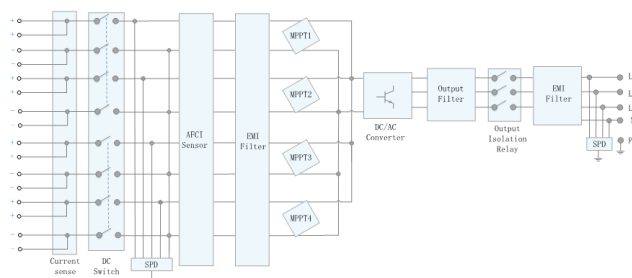 +
+
-
-
+
+
-
-
+
+
-
-
+
+
-
-
Current
sense
DC
Switch
SPD
AFCI
Sensor
EMI
Filter
MPPT1
MPPT2
MPPT3
MPPT4
DC/AC
Converter
Output
Filter
Output
Isolation
Relay
EMI
Filter
SPD
L
L
L